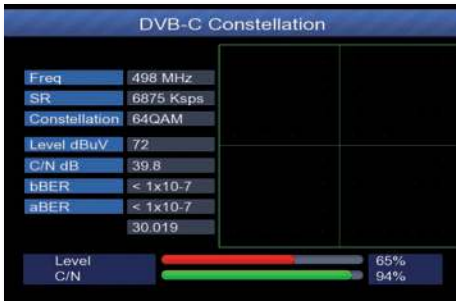 DVB-C Constellation
Freq 498 MHz
SR 6875 Ksps
Constellation 64QAM
Level dBuV 72
C/N dB 39.8
bBER < 1x10-7
aBER < 1x10-7
30.019
Level 65%
C/N 94%